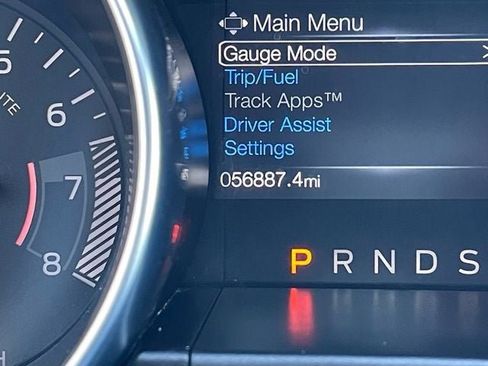 Main Menu
Gauge Mode >
Trip/Fuel
Track Apps™
Driver Assist
Settings
056887.4mi
P R N D S
5
6
7
8